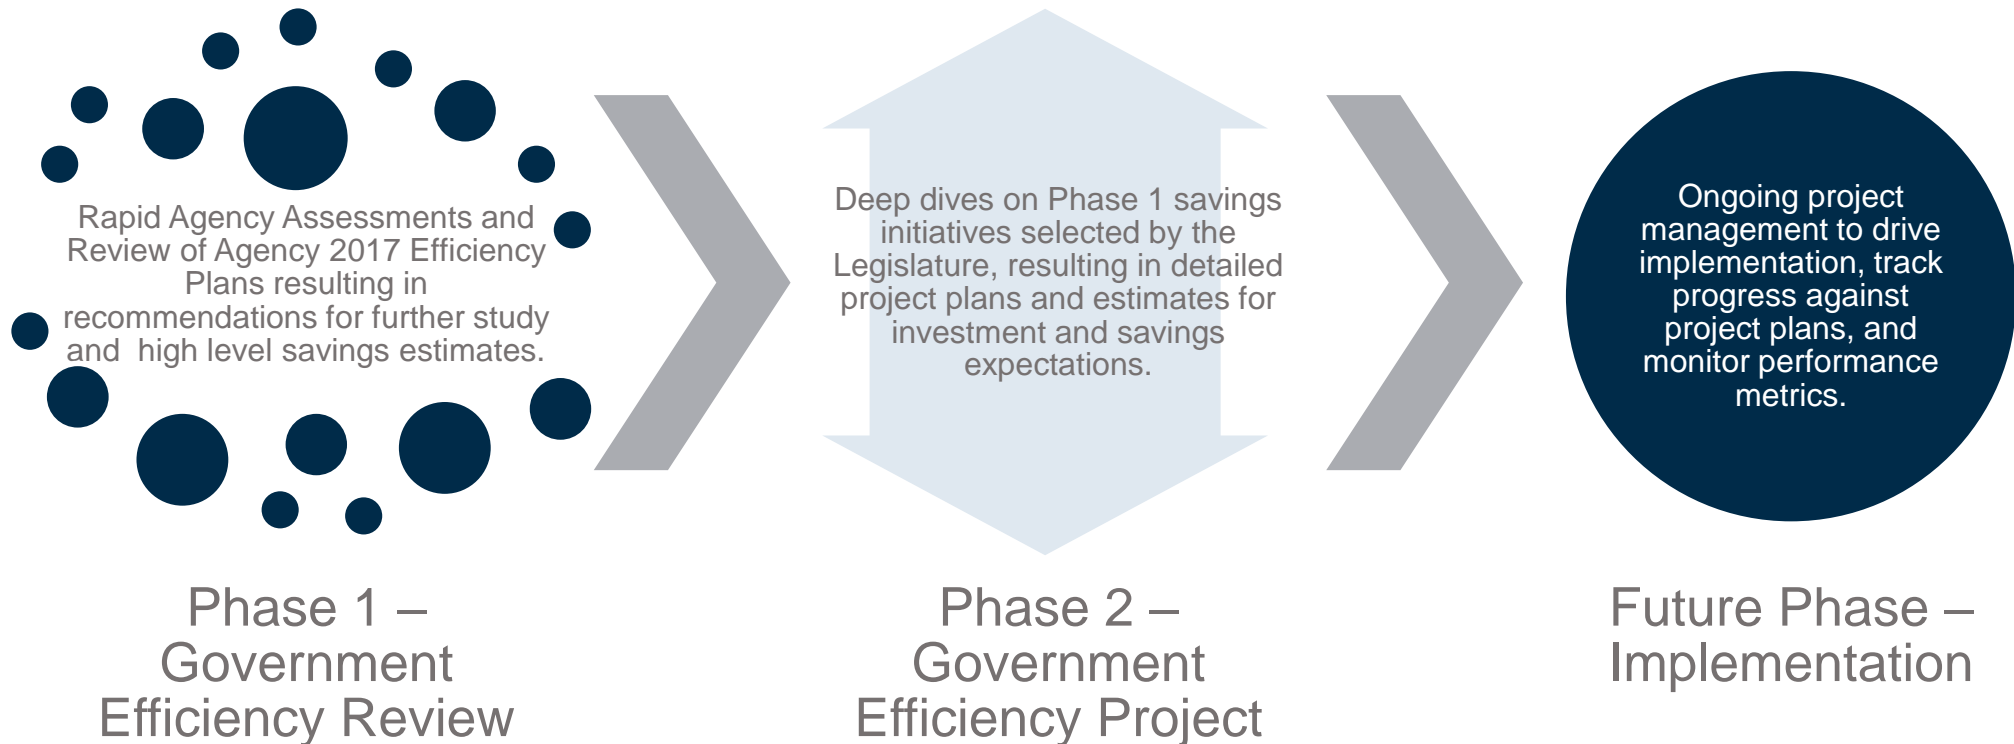 Rapid Agency Assessments and
Review of Agency 2017 Efficiency
Plans resulting in
recommendations for further study
and  high level savings estimates.
Phase 1 –
Government
Efficiency Review
Deep dives on Phase 1 savings
initiatives selected by the
Legislature, resulting in detailed
project plans and estimates for
investment and savings
expectations.
Phase 2 –
Government
Efficiency Project
Ongoing project
management to drive
implementation, track
progress against
project plans, and
monitor performance
metrics.
Future Phase –
Implementation